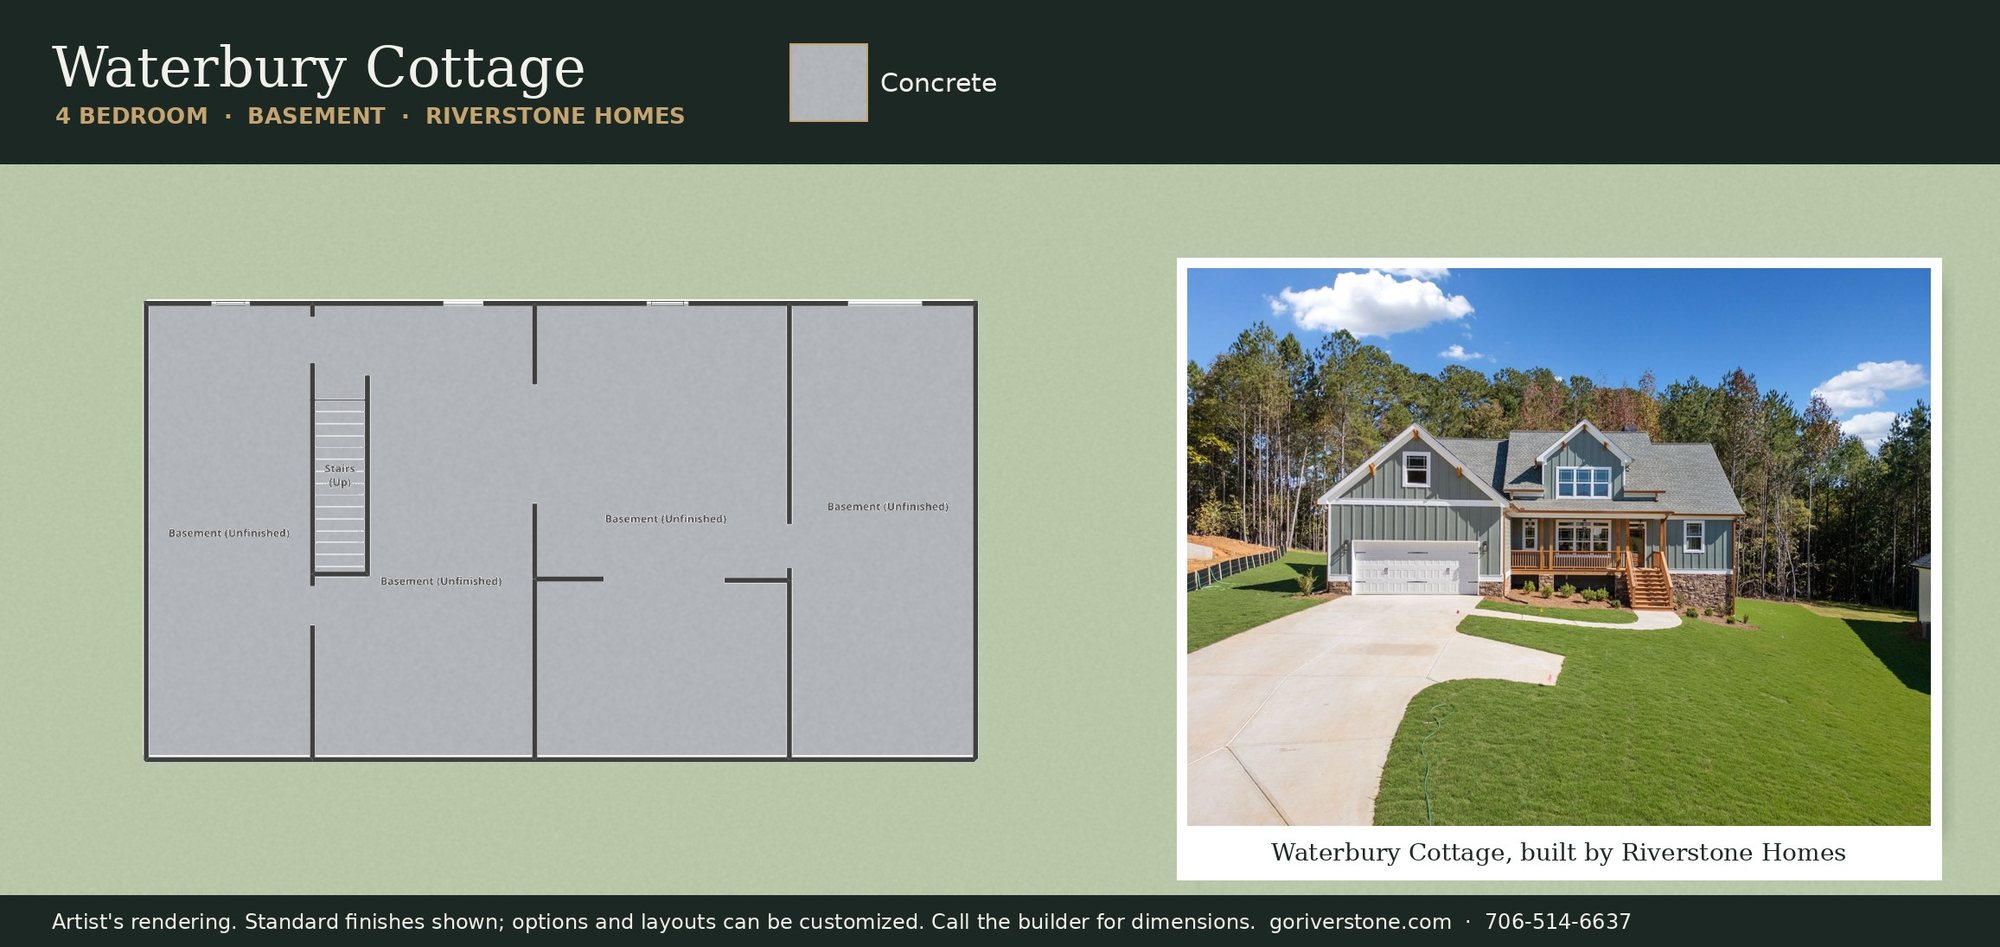 Waterbury Cottage
4 BEDROOM · BASEMENT · RIVERSTONE HOMES
Concrete
Stairs
(Up)
Basement (Unfinished)
Basement (Unfinished)
Basement (Unfinished)
Basement (Unfinished)
Waterbury Cottage, built by Riverstone Homes
Artist's rendering. Standard finishes shown; options and layouts can be customized. Call the builder for dimensions. goriverstone.com · 706-514-6637